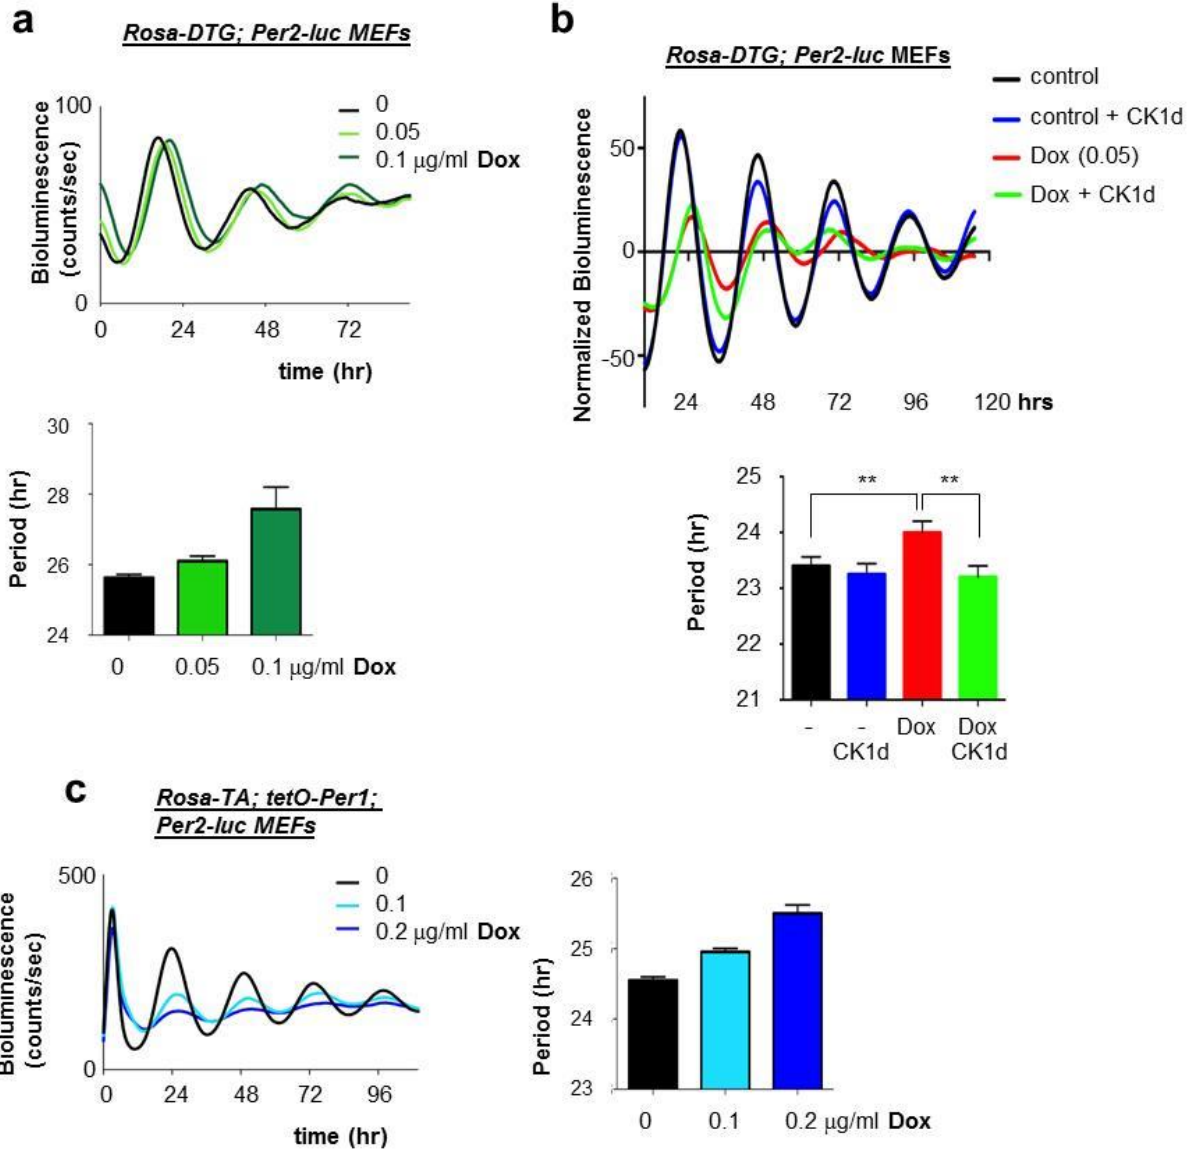 a
Rosa-DTG; Per2-luc MEFs
Bioluminescence
(counts/sec)
100
0
0
0.05
0.1 µg/ml Dox
0
24
48
72
time (hr)
Period (hr)
30
28
26
24
0
0.05
0.1 µg/ml Dox
b
Rosa-DTG; Per2-luc MEFs
control
control + CK1d
Dox (0.05)
Dox + CK1d
Normalized Bioluminescence
50
0
-50
24
48
72
96
120 hrs
Period (hr)
25
24
23
22
21
**
**
-
-
CK1d
Dox
Dox
CK1d
c
Rosa-TA; tetO-Per1;
Per2-luc MEFs
Bioluminescence
(counts/sec)
500
0
0
0.1
0.2 µg/ml Dox
0
24
48
72
96
time (hr)
Period (hr)
26
25
24
23
0
0.1
0.2 µg/ml Dox